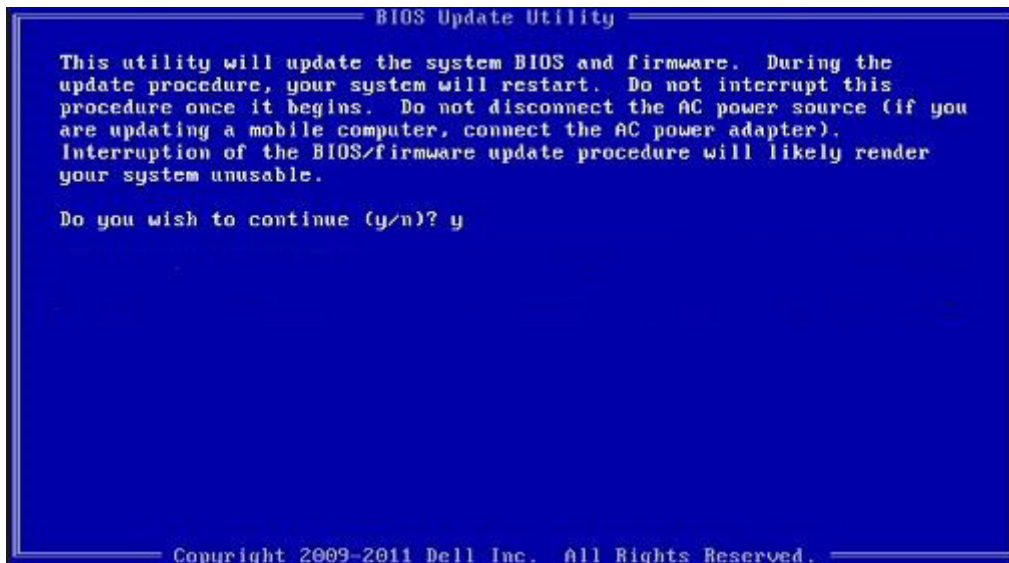 BIOS Update Utility
This utility will update the system BIOS and firmware.  During the
update procedure, your system will restart.  Do not interrupt this
procedure once it begins.  Do not disconnect the AC power source (if you
are updating a mobile computer, connect the AC power adapter).
Interruption of the BIOS/firmware update procedure will likely render
your system unusable.
Do you wish to continue (y/n)? y
Copyright 2009-2011 Dell Inc.  All Rights Reserved.